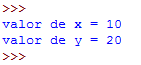 >>>
valor de x = 10
valor de y = 20
>>>